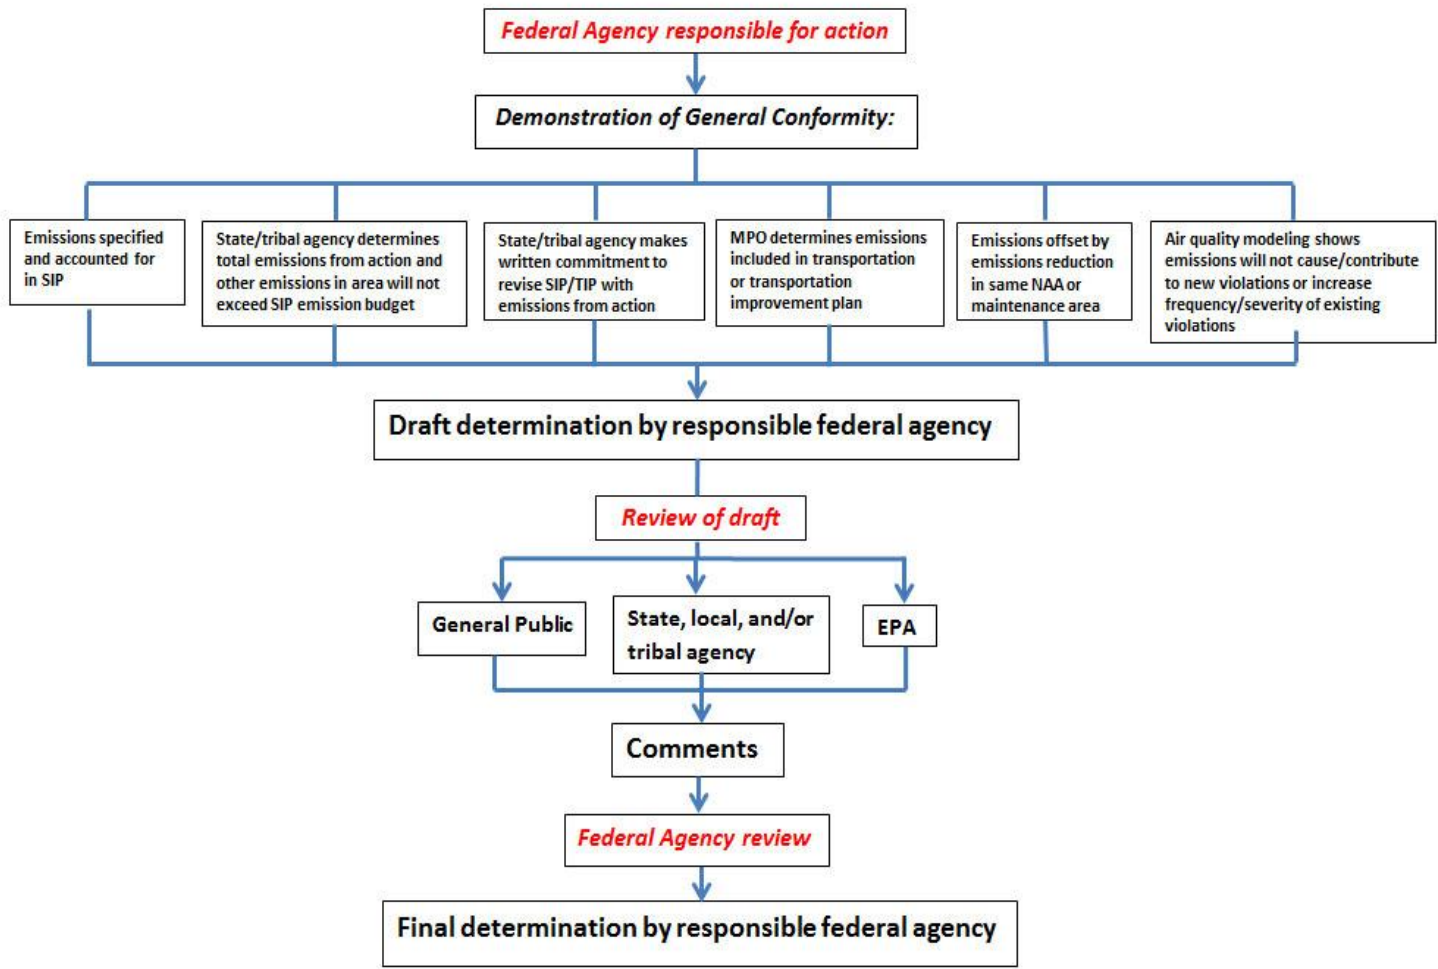 Federal Agency responsible for action
Demonstration of General Conformity:
Emissions specified
and accounted for
in SIP
State/tribal agency determines
total emissions from action and
other emissions in area will not
exceed SIP emission budget
State/tribal agency makes
written commitment to
revise SIP/TIP with
emissions from action
MPO determines emissions
included in transportation
or transportation
improvement plan
Emissions offset by
emissions reduction
in same NAA or
maintenance area
Air quality modeling shows
emissions will not cause/contribute
to new violations or increase
frequency/severity of existing
violations
Draft determination by responsible federal agency
Review of draft
General Public
State, local, and/or
tribal agency
EPA
Comments
Federal Agency review
Final determination by responsible federal agency